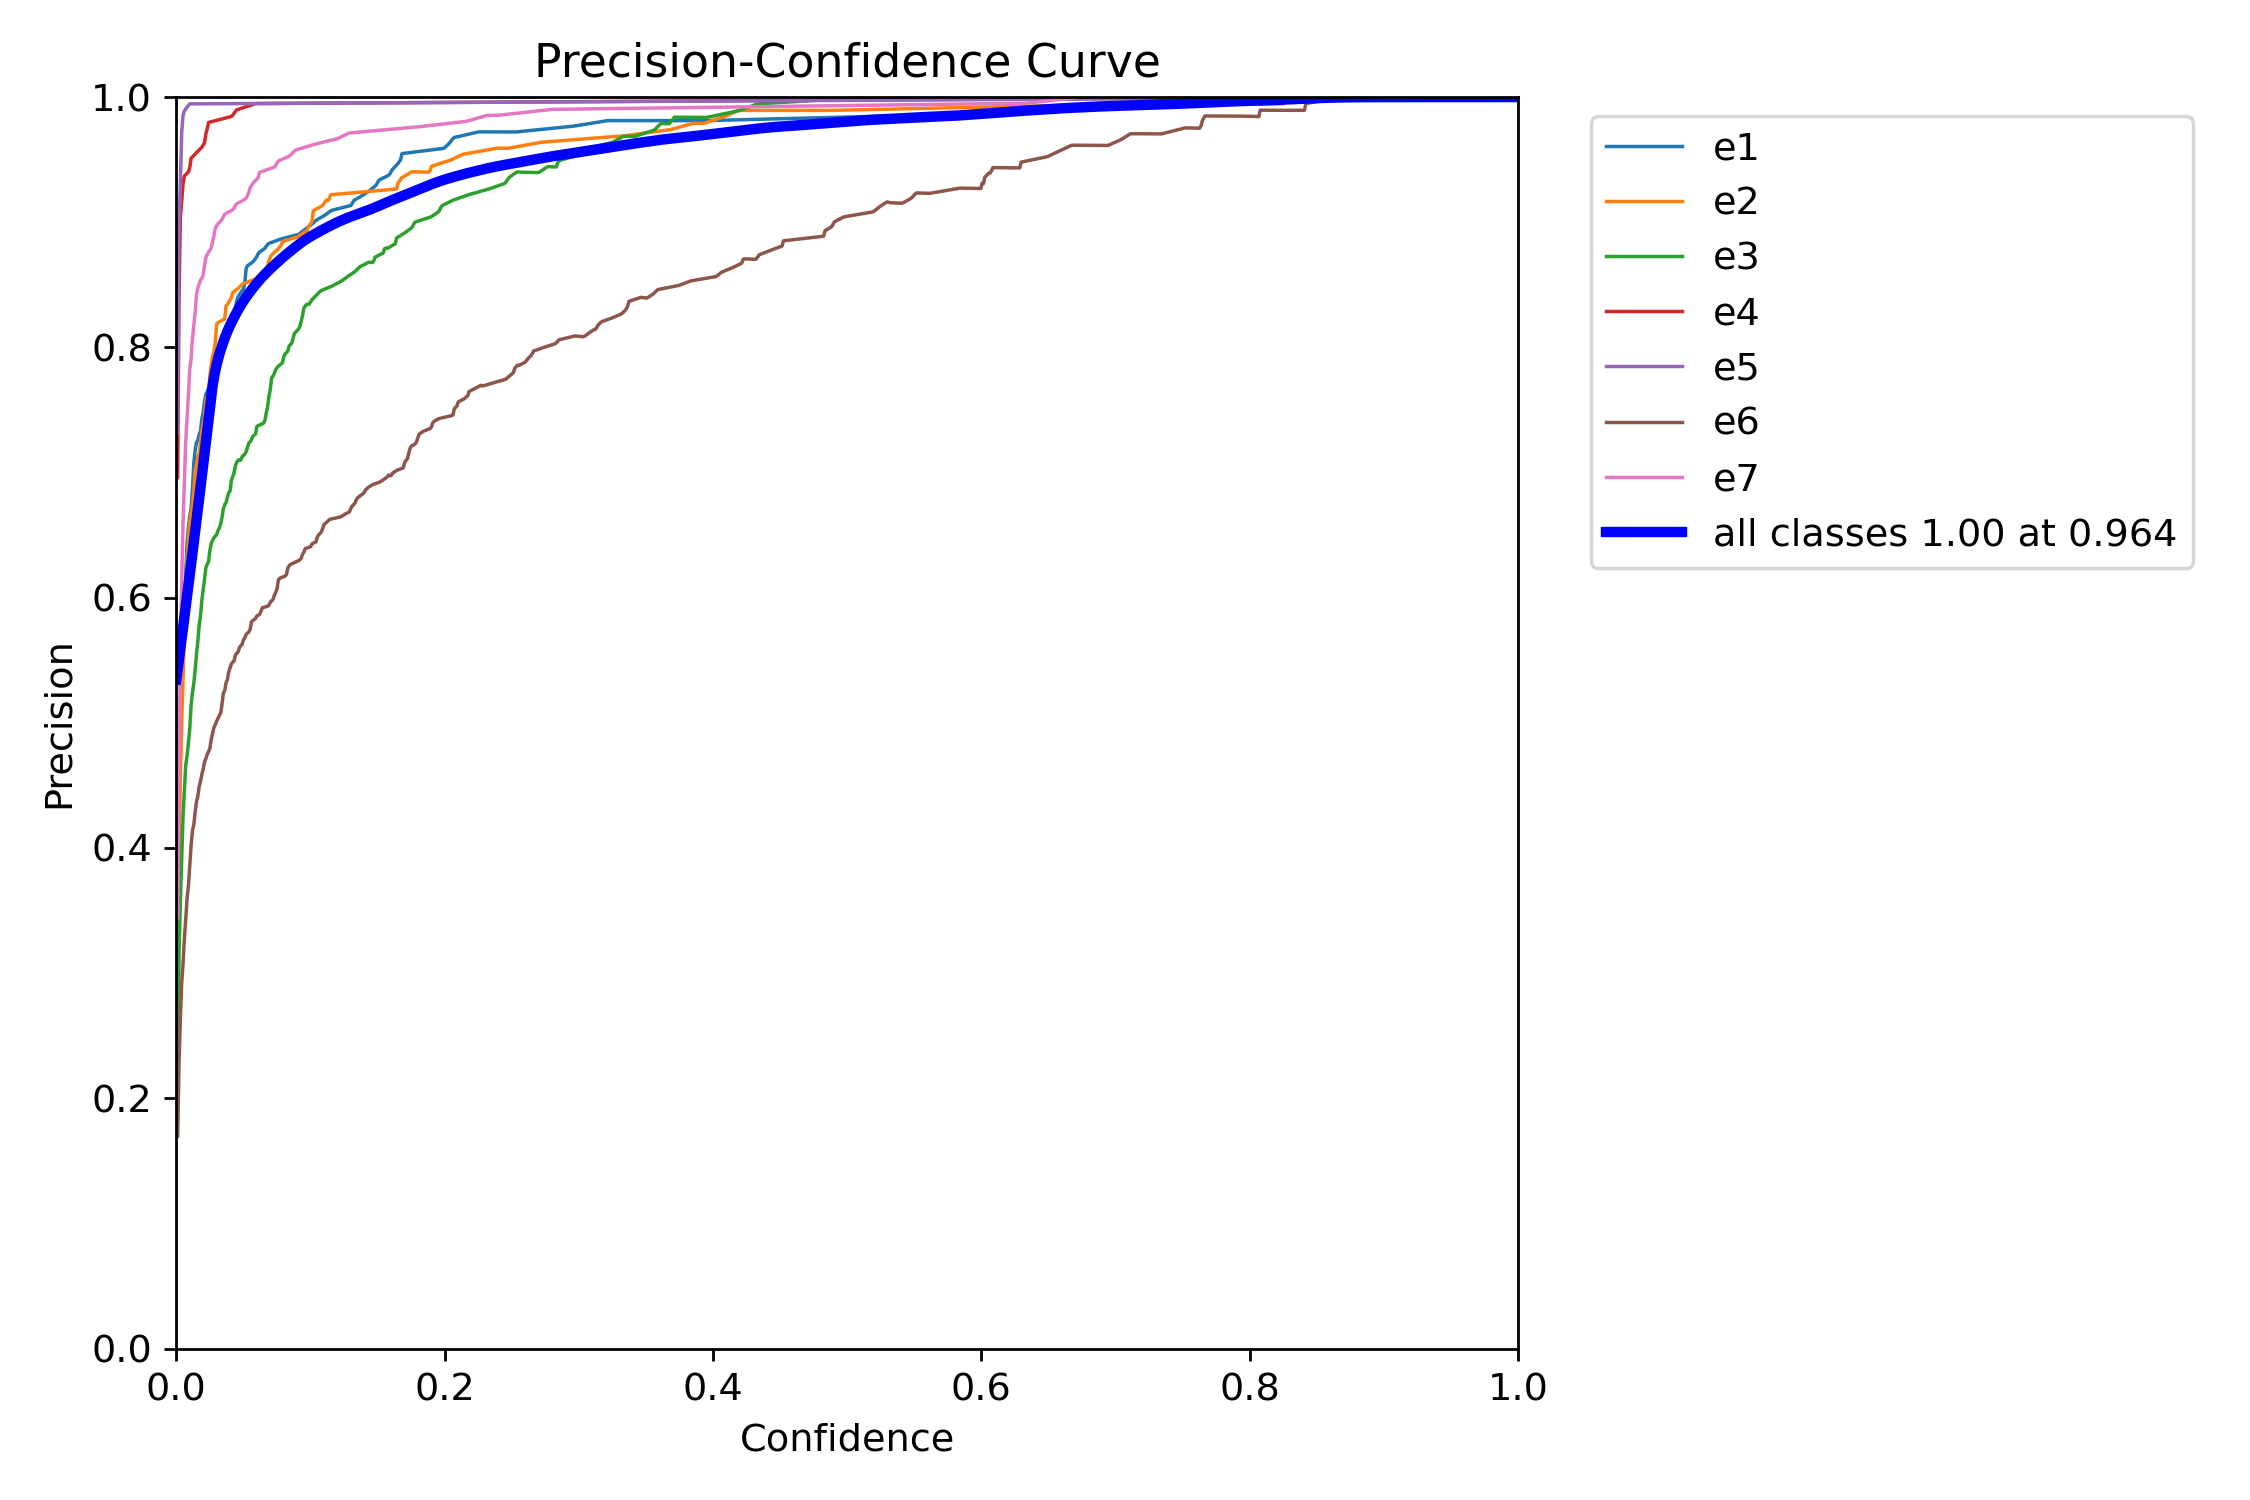 Precision-Confidence Curve
1.0
0.8
0.6
0.4
0.2
0.0
Precision
0.0 0.2 0.4 0.6 0.8 1.0
Confidence
e1
e2
e3
e4
e5
e6
e7
all classes 1.00 at 0.964